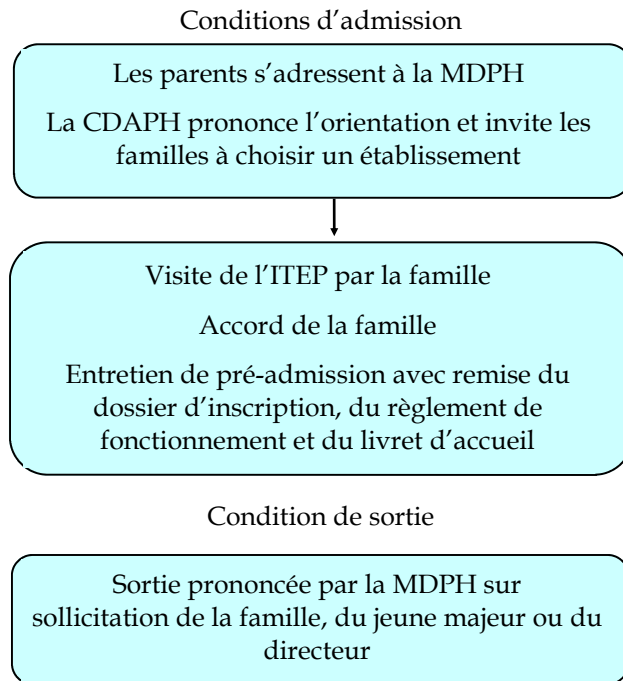 Conditions d’admission
Les parents s’adressent à la MDPH
La CDAPH prononce l’orientation et invite les
familles à choisir un établissement
Visite de l’ITEP par la famille
Accord de la famille
Entretien de pré-admission avec remise du
dossier d’inscription, du règlement de
fonctionnement et du livret d’accueil
Condition de sortie
Sortie prononcée par la MDPH sur
sollicitation de la famille, du jeune majeur ou du
directeur